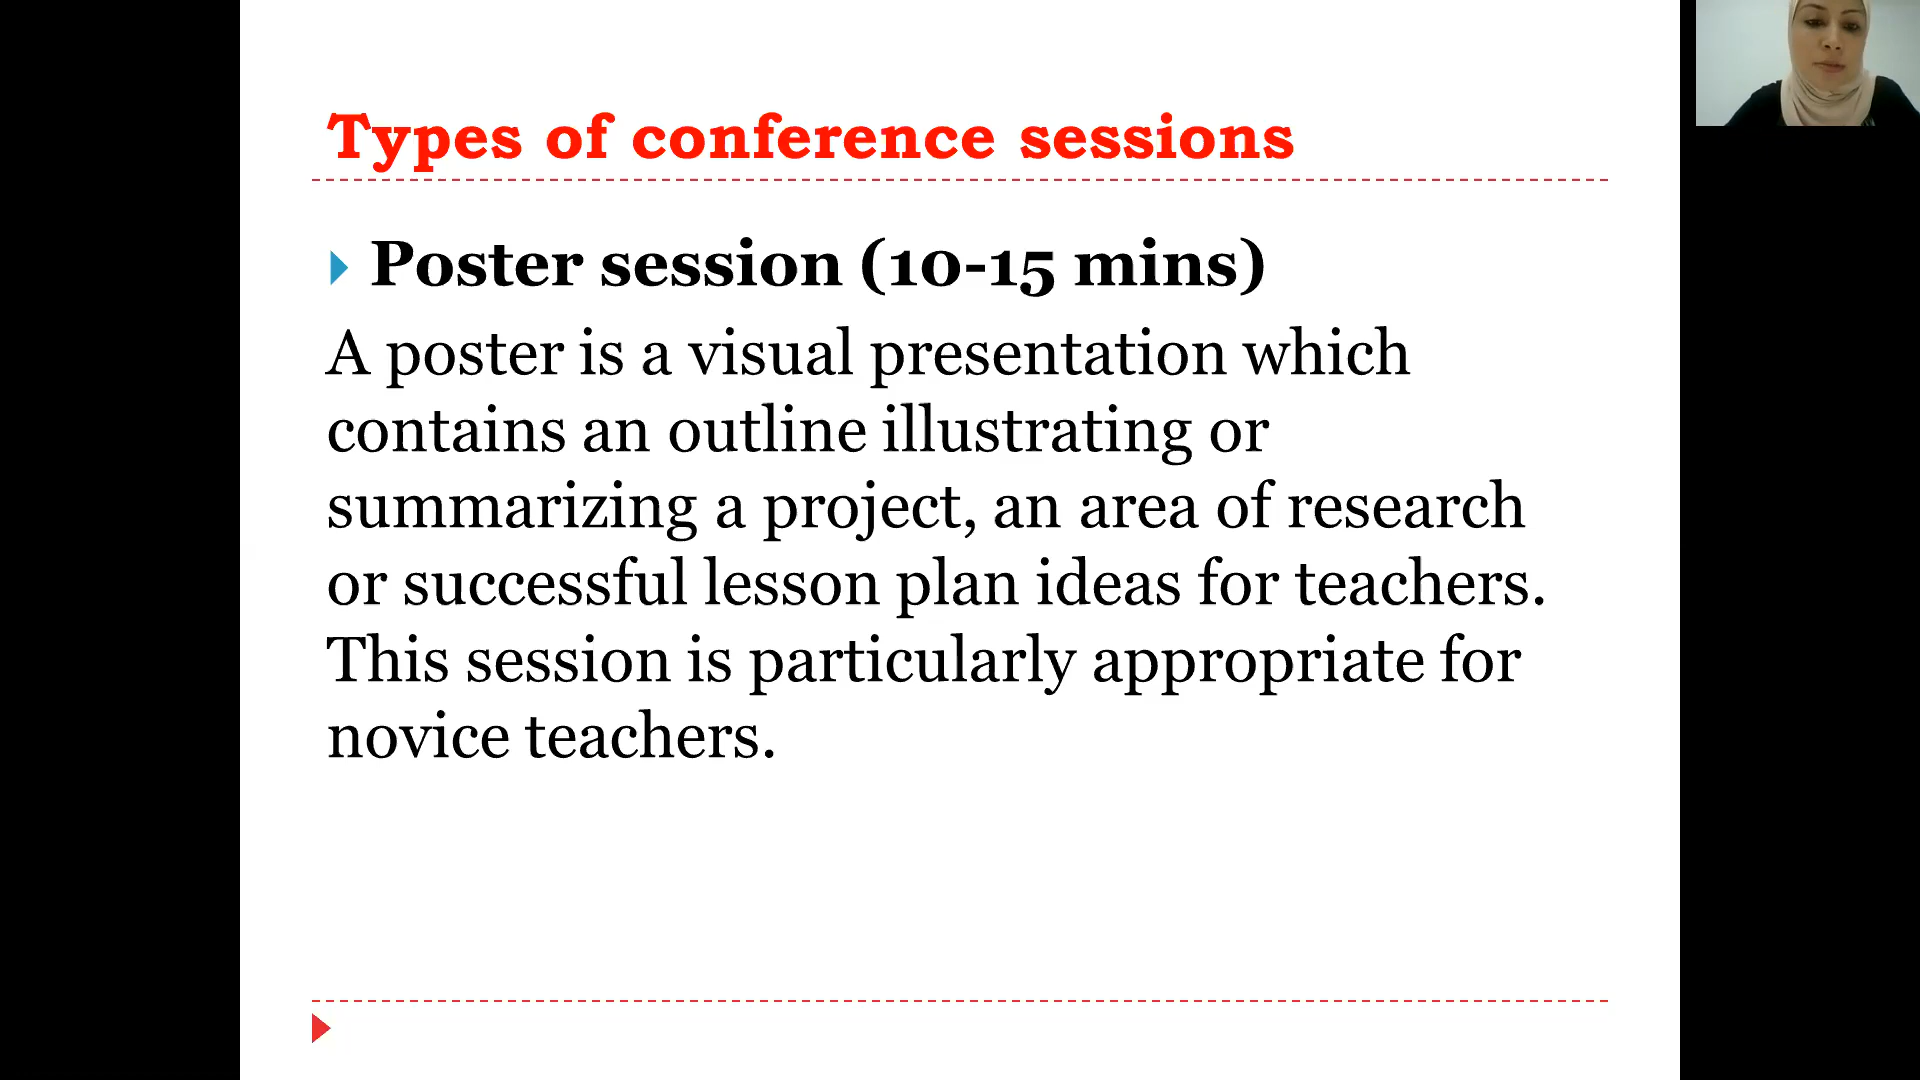 Types of conference sessions
Poster session (10-15 mins)
A poster is a visual presentation which
contains an outline illustrating or
summarizing a project, an area of research
or successful lesson plan ideas for teachers.
This session is particularly appropriate for
novice teachers.